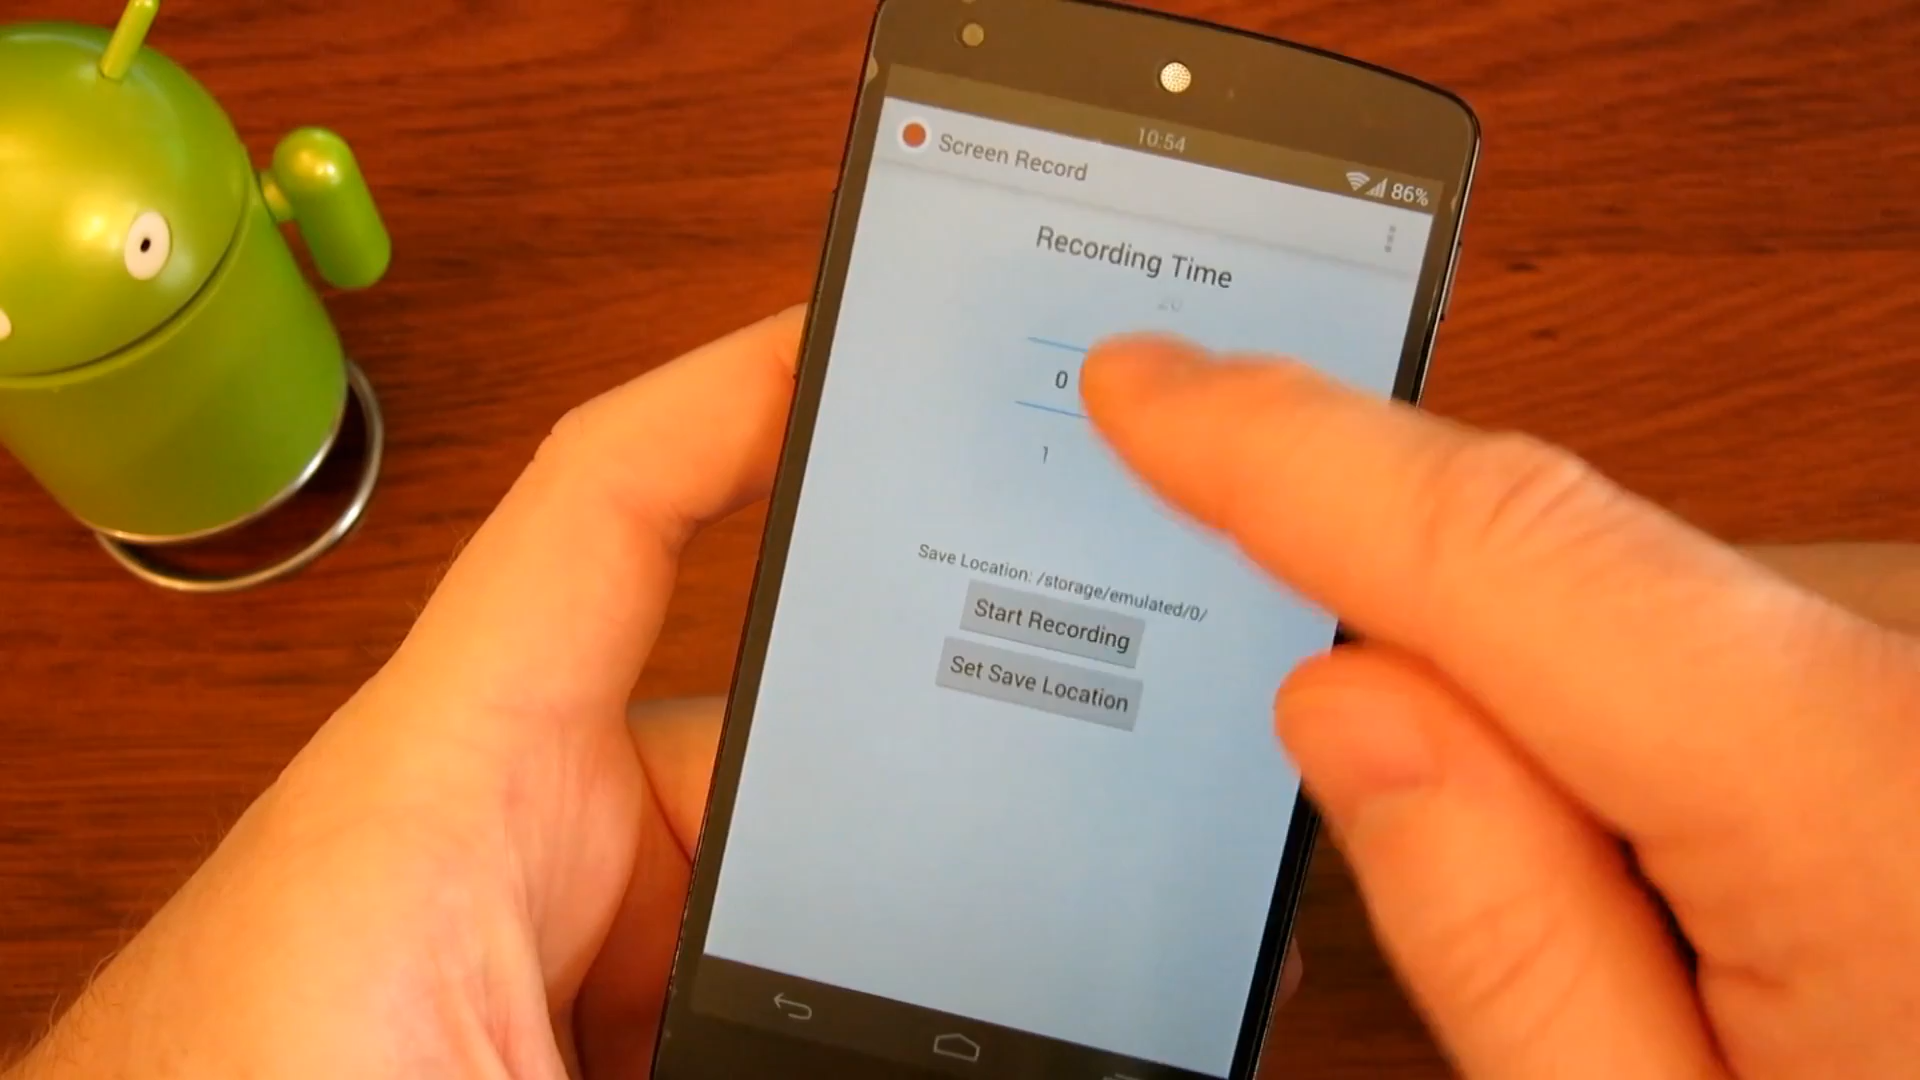 10:54
86%
Screen Record
Recording Time
20
0
1
Save Location: /storage/emulated/0/
Start Recording
Set Save Location